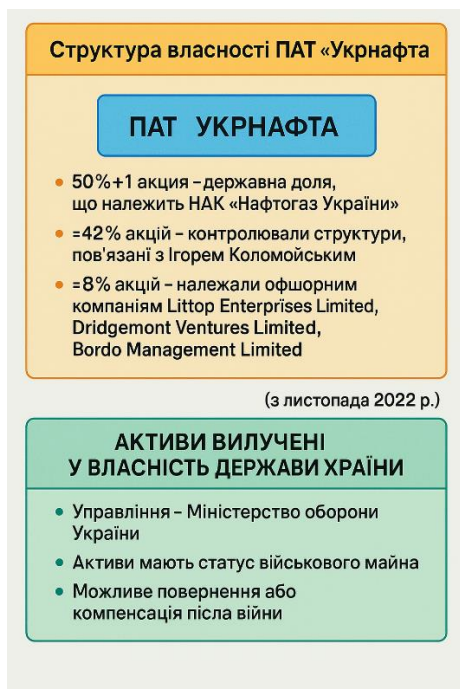 Структура власності ПАТ «Укрнафта
ПАТ УКРНАФТА
• 50%+1 акция – державна доля,
що належить НАК «Нафтогаз України»
• =42% акцій – контролювали структури,
пов'язані з Ігорем Коломойським
• =8% акцій – належали офшорним
компаніям Littop Enterprises Limited,
Dridgemont Ventures Limited,
Bordo Management Limited
(з листопада 2022 р.)
АКТИВИ ВИЛУЧЕНІ
У ВЛАСНІСТЬ ДЕРЖАВИ ХРАЇНИ
• Управління – Міністерство оборони
України
• Активи мають статус військового майна
• Можливе повернення або
компенсація після війни